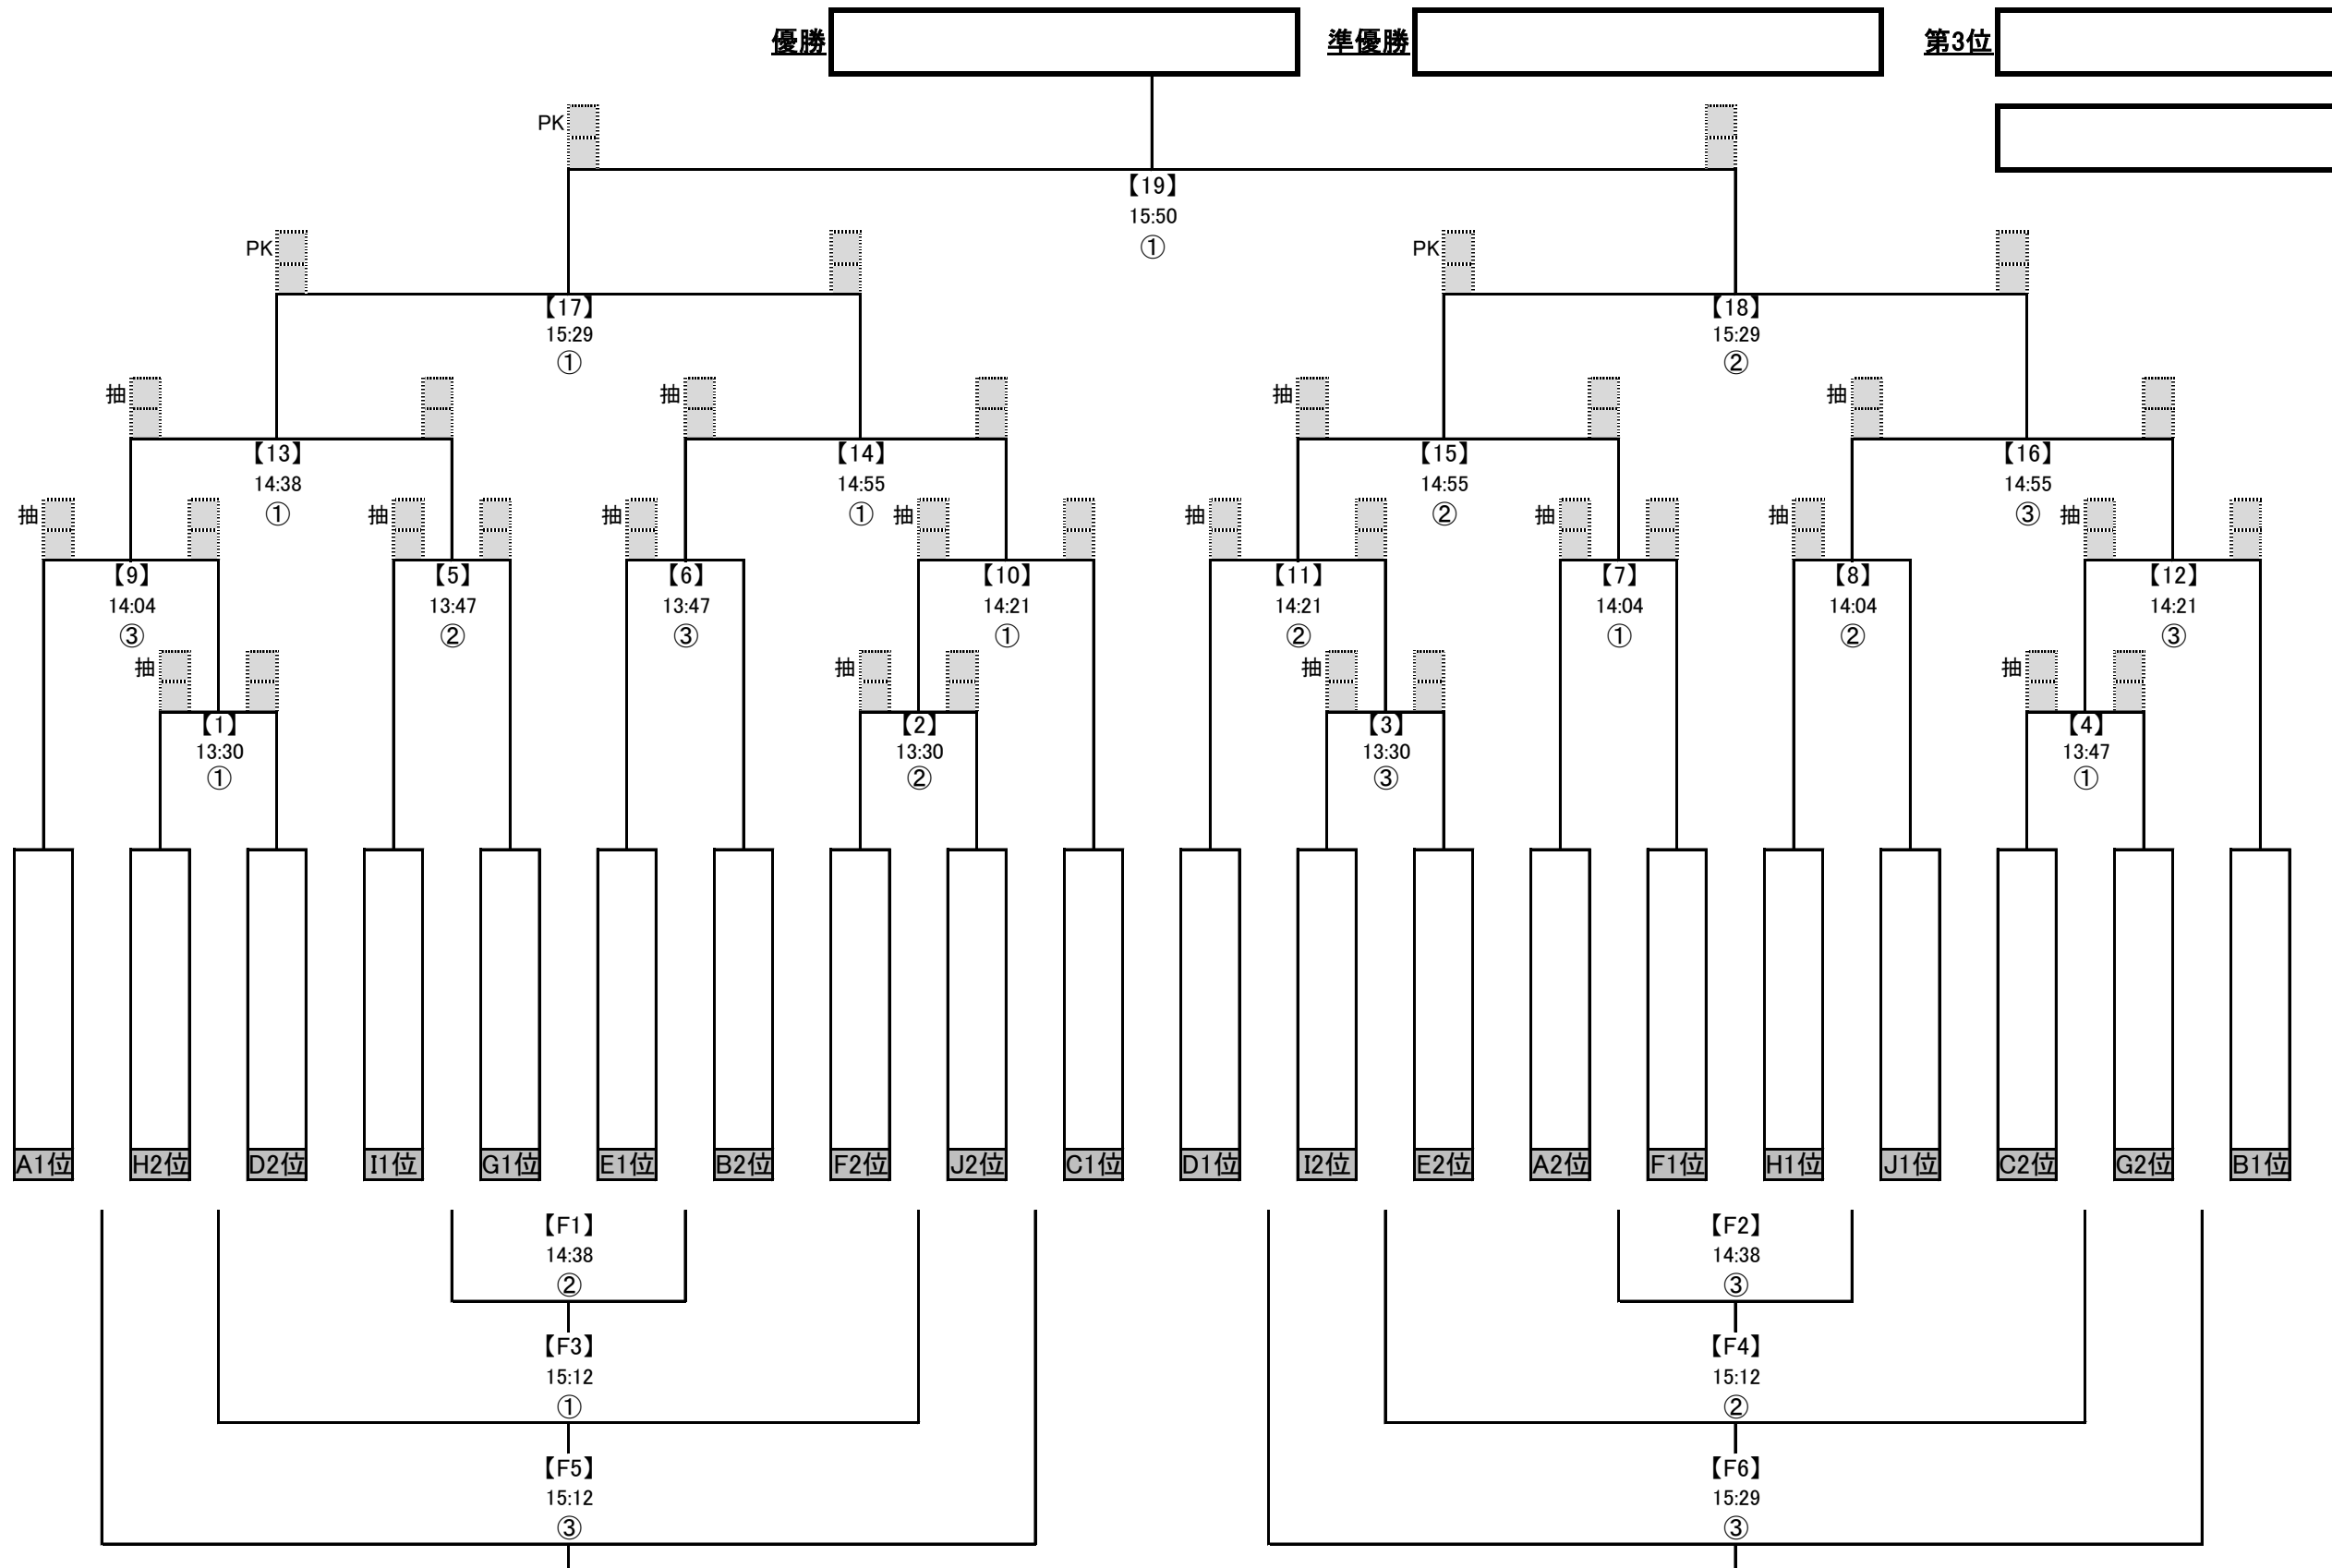 優勝
準優勝
第3位
PK
【19】
15:50
①
PK
PK
【17】
15:29
①
【18】
15:29
②
抽
抽
抽
抽
【13】
14:38
①
【14】
14:55
①
【15】
14:55
②
【16】
14:55
③
抽
抽
抽
抽
抽
抽
抽
抽
【9】
14:04
③
【5】
13:47
②
【6】
13:47
③
【10】
14:21
①
【11】
14:21
②
【7】
14:04
①
【8】
14:04
②
【12】
14:21
③
抽
抽
抽
抽
【1】
13:30
①
【2】
13:30
②
【3】
13:30
③
【4】
13:47
①
A1位
H2位
D2位
I1位
G1位
E1位
B2位
F2位
J2位
C1位
D1位
I2位
E2位
A2位
F1位
H1位
J1位
C2位
G2位
B1位
【F1】
14:38
②
【F2】
14:38
③
【F3】
15:12
①
【F4】
15:12
②
【F5】
15:12
③
【F6】
15:29
③